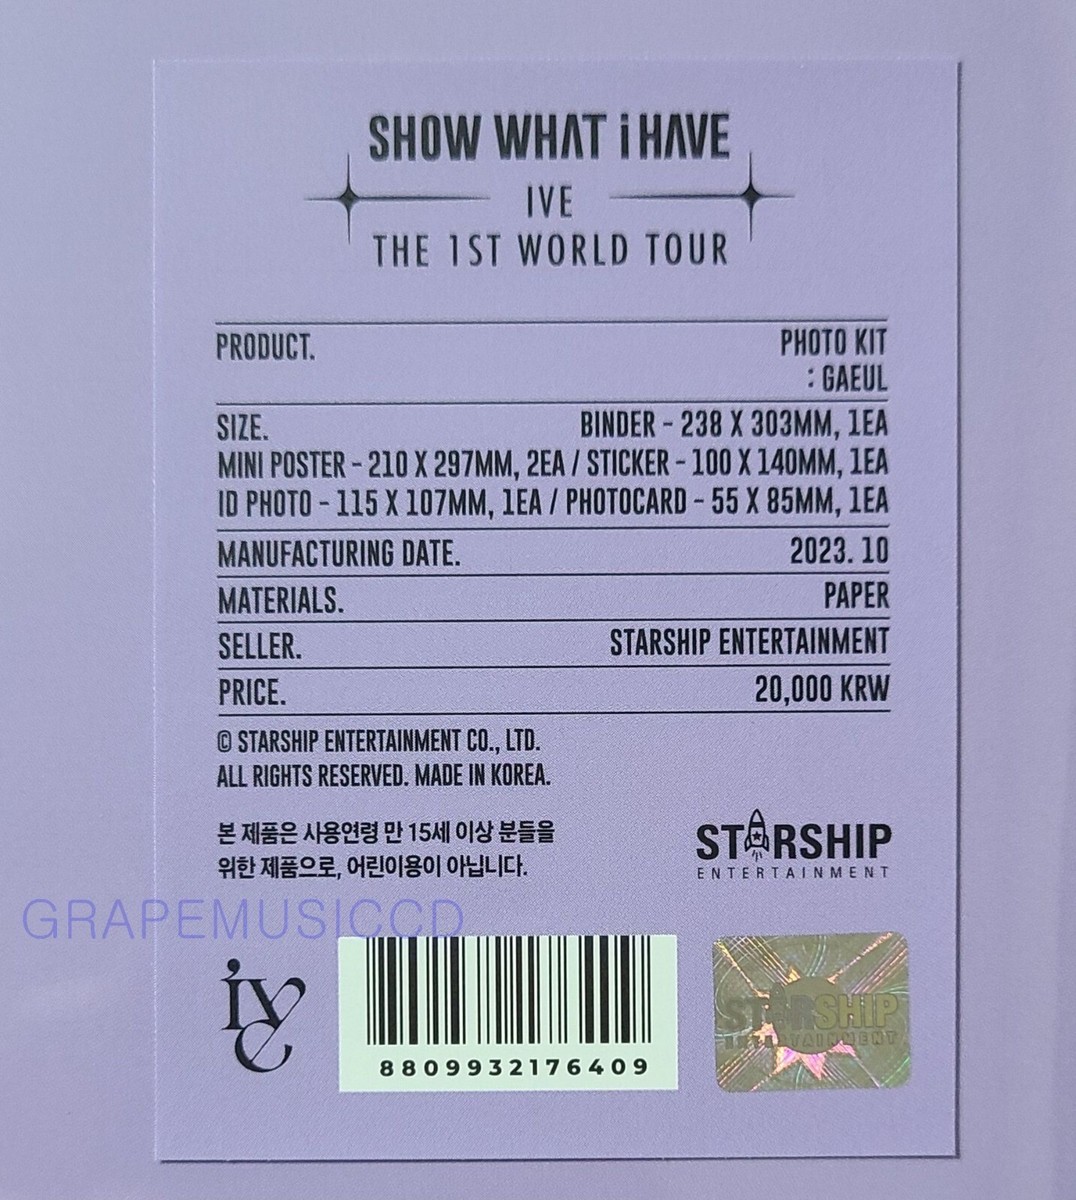 SHOW WHAT i HAVE
IVE
THE 1ST WORLD TOUR
PRODUCT. PHOTO KIT
: GAEUL
SIZE. BINDER - 238 X 303MM, 1EA
MINI POSTER - 210 X 297MM, 2EA / STICKER - 100 X 140MM, 1EA
ID PHOTO - 115 X 107MM, 1EA / PHOTOCARD - 55 X 85MM, 1EA
MANUFACTURING DATE. 2023. 10
MATERIALS. PAPER
SELLER. STARSHIP ENTERTAINMENT
PRICE. 20,000 KRW
© STARSHIP ENTERTAINMENT CO., LTD.
ALL RIGHTS RESERVED. MADE IN KOREA.
본 제품은 사용연령 만 15세 이상 분들을
위한 제품으로, 어린이용이 아닙니다.
STARSHIP
ENTERTAINMENT
GRAPEMUSICCD
ive
8809932176409
STARSHIP
ENTERTAINMENT